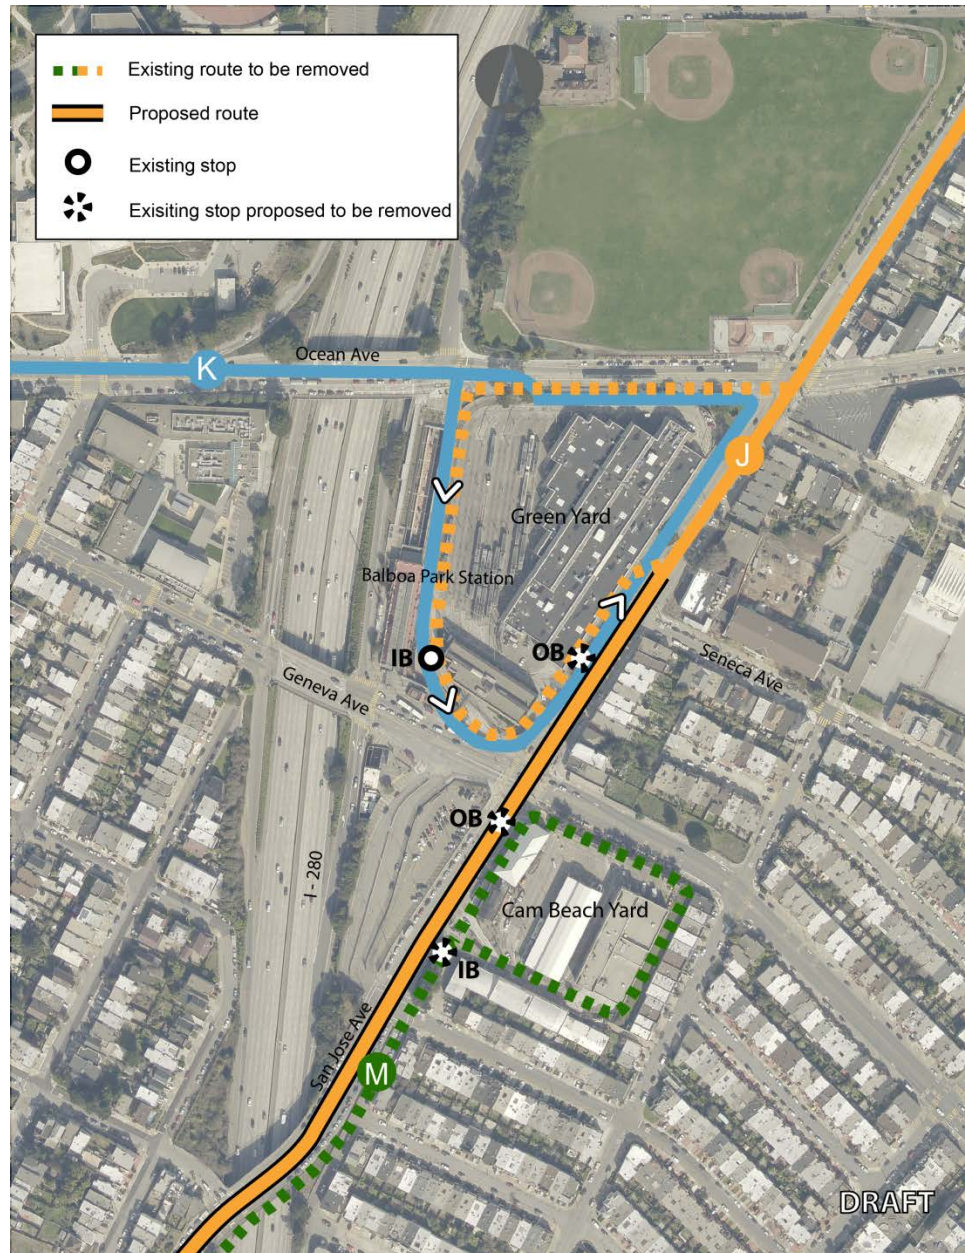 Existing route to be removed
Proposed route
Existing stop
Exisiting stop proposed to be removed
Ocean Ave
K
J
Green Yard
Balboa Park Station
IB
OB
Seneca Ave
Geneva Ave
OB
I - 280
Cam Beach Yard
IB
San Jose Ave
M
DRAFT